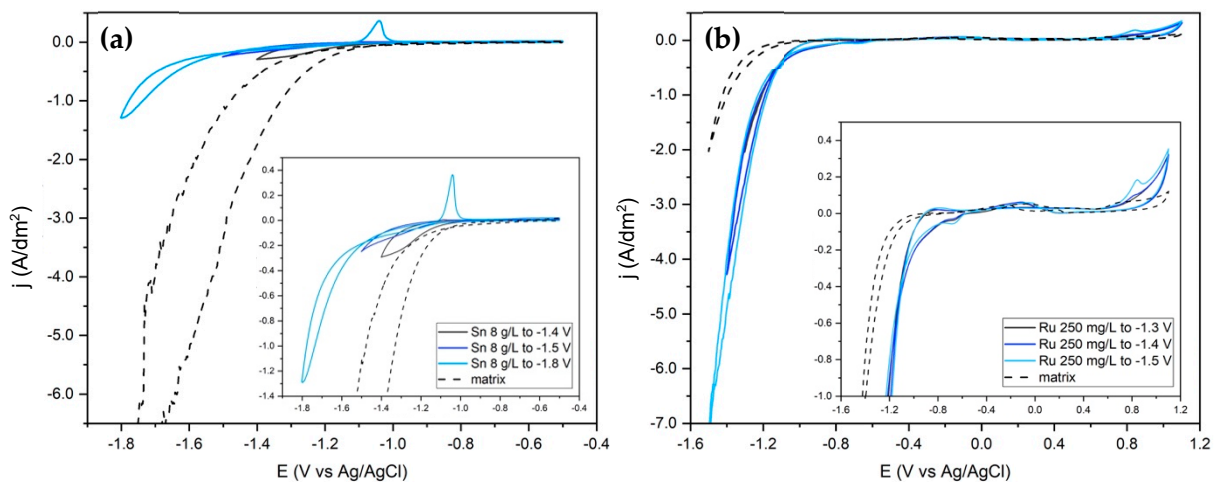 (a)
0.0
-1.0
-2.0
-3.0
-4.0
-5.0
-6.0
j (A/dm²)
-1.8 -1.6 -1.4 -1.2 -1.0 -0.8 -0.6 -0.4
E (V vs Ag/AgCl)
0.4
0.2
0.0
-0.2
-0.4
-0.6
-0.8
-1.0
-1.2
-1.4
-1.8 -1.6 -1.4 -1.2 -1.0 -0.8 -0.6 -0.4
Sn 8 g/L to -1.4 V
Sn 8 g/L to -1.5 V
Sn 8 g/L to -1.8 V
matrix
(b)
0.0
-1.0
-2.0
-3.0
-4.0
-5.0
-6.0
-7.0
j (A/dm²)
-1.6 -1.2 -0.8 -0.4 0.0 0.4 0.8 1.2
E (V vs Ag/AgCl)
0.4
0.2
0.0
-0.2
-0.4
-0.6
-0.8
-1.0
-1.6 -1.2 -0.8 -0.4 0.0 0.4 0.8 1.2
Ru 250 mg/L to -1.3 V
Ru 250 mg/L to -1.4 V
Ru 250 mg/L to -1.5 V
matrix